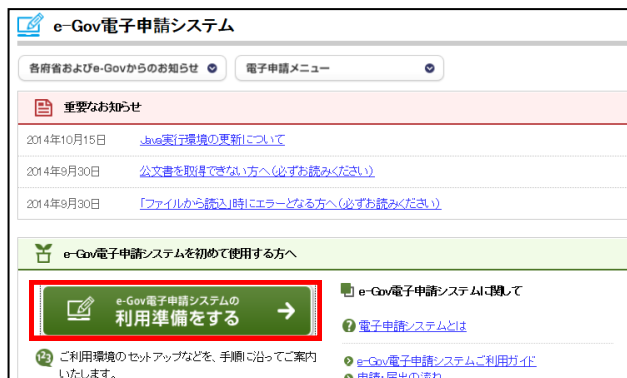 e-Gov電子申請システム
各府省およびe-Govからのお知らせ
電子申請メニュー
重要なお知らせ
2014年10月15日 Java実行環境の更新について
2014年9月30日 公文書を取得できない方へ(必ずお読みください)
2014年9月30日 「ファイルから読込」時にエラーとなる方へ(必ずお読みください)
e-Gov電子申請システムを初めて使用する方へ
e-Gov電子申請システムの
利用準備をする
123 ご利用環境のセットアップなどを、手順に沿ってご案内
いたします。
e-Gov電子申請システムに関して
電子申請システムとは
e-Gov電子申請システムご利用ガイド
申請・届出の流れ